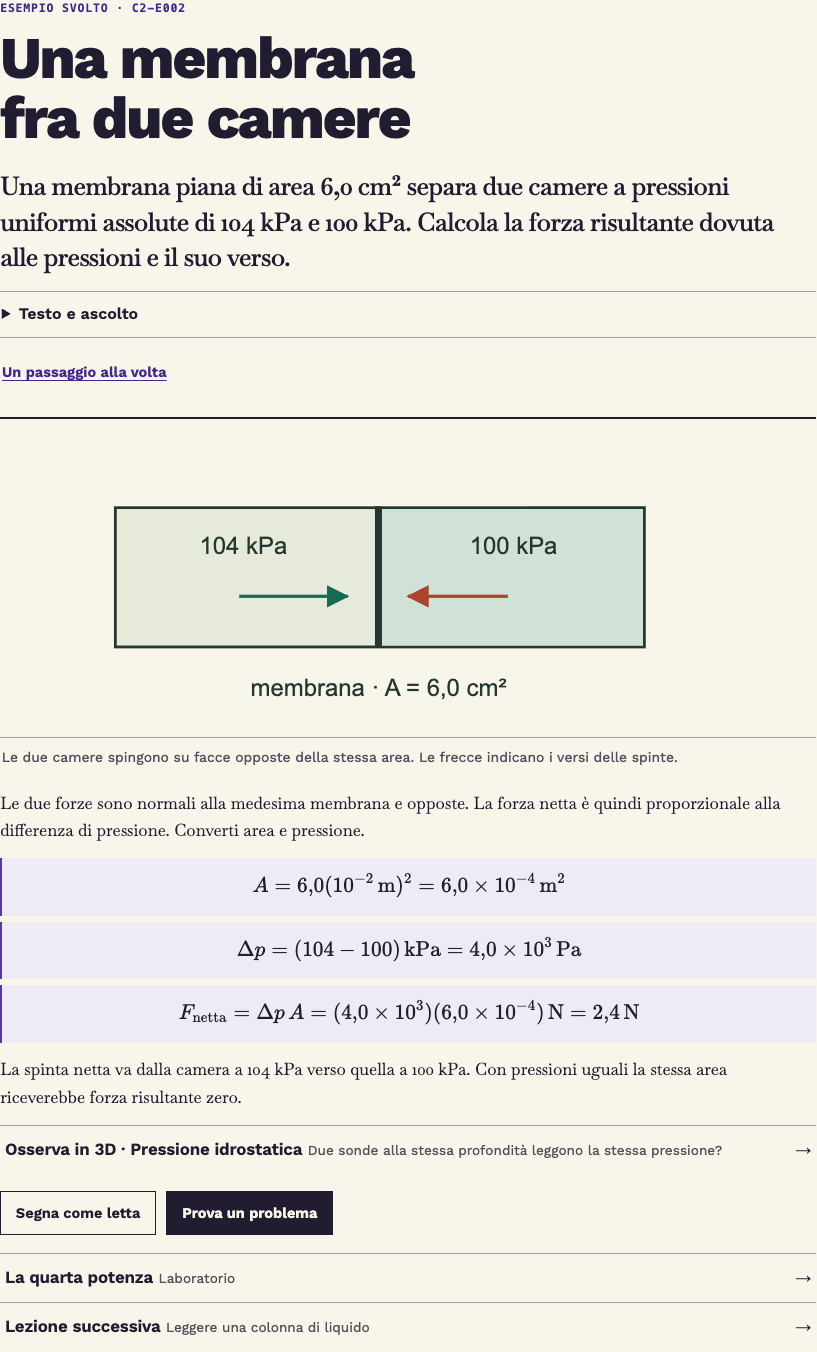 ESEMPIO SVOLTO · C2–E002
Una membrana
fra due camere
Una membrana piana di area 6,0 cm² separa due camere a pressioni
uniformi assolute di 104 kPa e 100 kPa. Calcola la forza risultante dovuta
alle pressioni e il suo verso.
▶ Testo e ascolto
Un passaggio alla volta
104 kPa 100 kPa
membrana · A = 6,0 cm²
Le due camere spingono su facce opposte della stessa area. Le frecce indicano i versi delle spinte.
Le due forze sono normali alla medesima membrana e opposte. La forza netta è quindi proporzionale alla
differenza di pressione. Converti area e pressione.
A = 6,0(10⁻² m)² = 6,0 × 10⁻⁴ m²
Δp = (104 − 100) kPa = 4,0 × 10³ Pa
Fnetta = Δp A = (4,0 × 10³)(6,0 × 10⁻⁴) N = 2,4 N
La spinta netta va dalla camera a 104 kPa verso quella a 100 kPa. Con pressioni uguali la stessa area
riceverebbe forza risultante zero.
Osserva in 3D · Pressione idrostatica Due sonde alla stessa profondità leggono la stessa pressione? →
Segna come letta Prova un problema
La quarta potenza Laboratorio →
Lezione successiva Leggere una colonna di liquido →